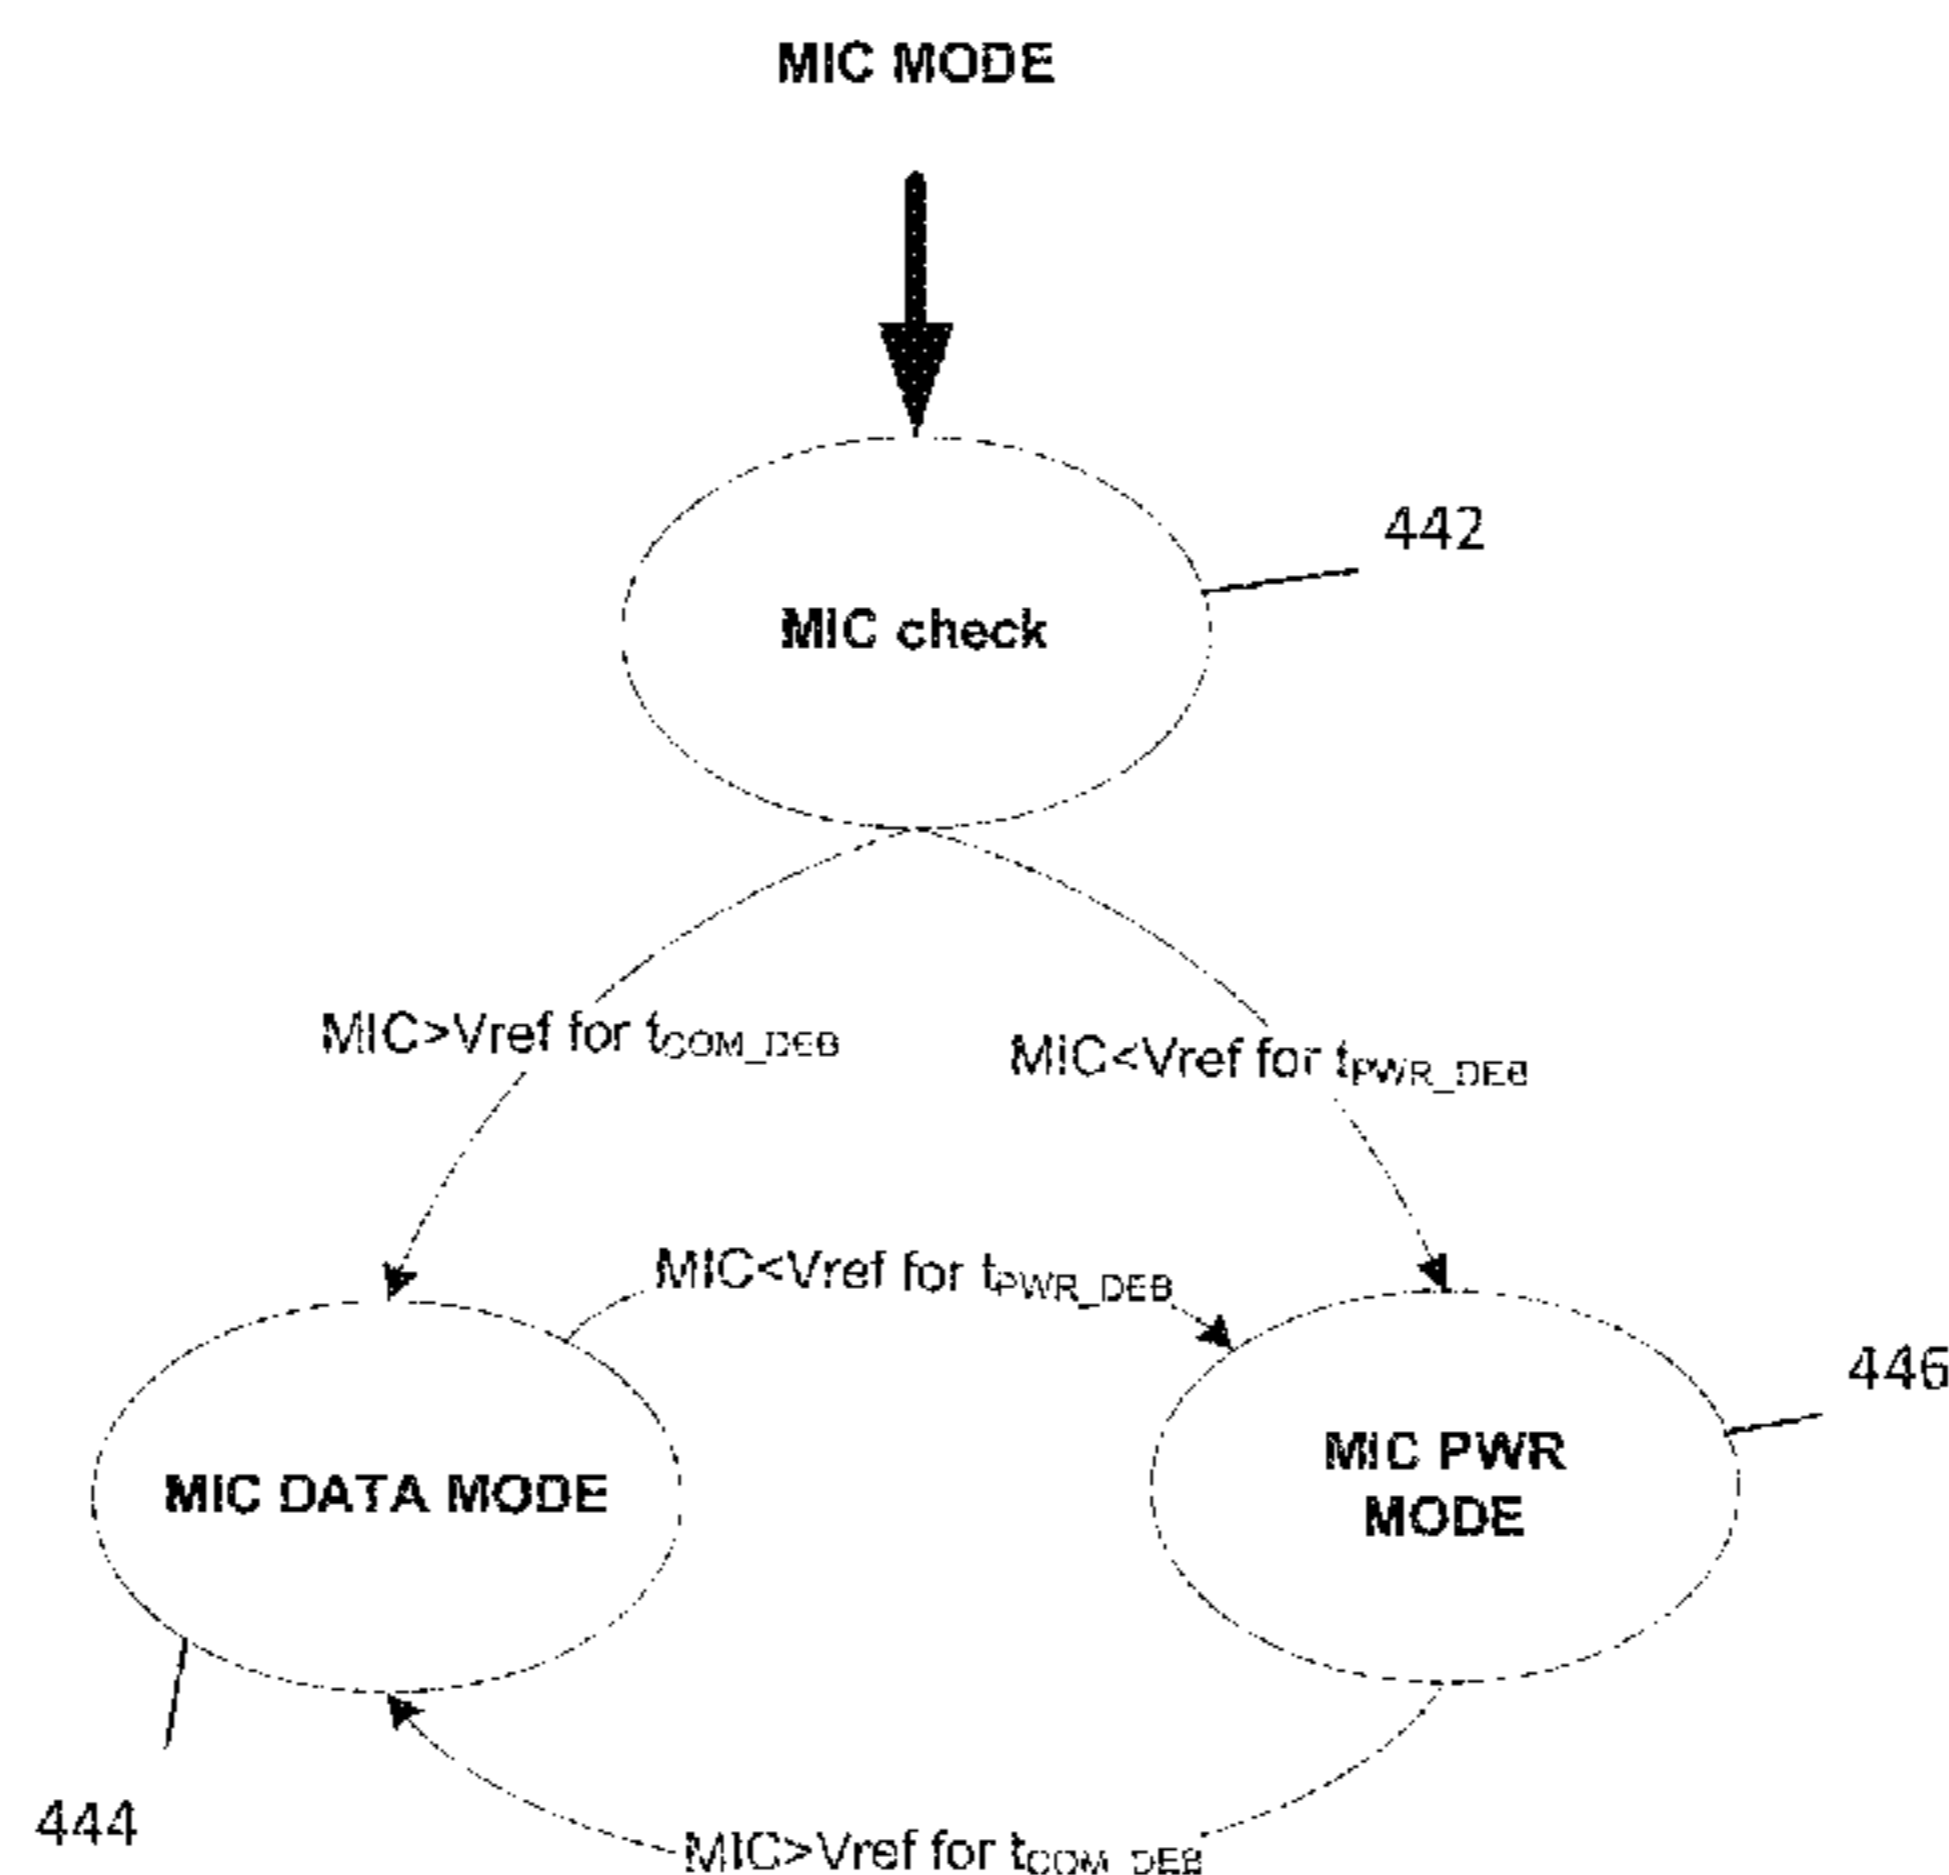 MIC MODE
442
MIC check
MIC>Vref for tCOM_DEB
MIC<Vref for tPWR_DEB
MIC<Vref for tPWR_DEB
446
MIC PWR
MODE
MIC DATA MODE
444
MIC>Vref for tCOM_DEB